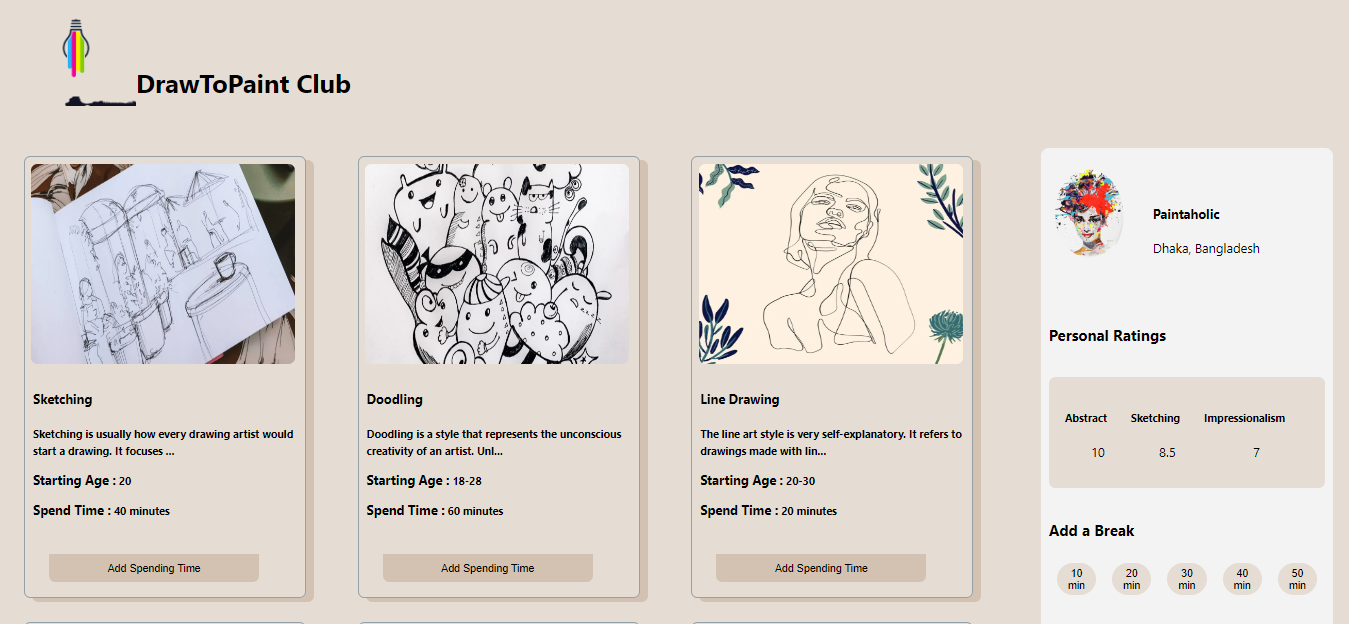 DrawToPaint Club
Sketching
Sketching is usually how every drawing artist would
start a drawing. It focuses ...
Starting Age : 20
Spend Time : 40 minutes
Add Spending Time
Doodling
Doodling is a style that represents the unconscious
creativity of an artist. Unl...
Starting Age : 18-28
Spend Time : 60 minutes
Add Spending Time
Line Drawing
The line art style is very self-explanatory. It refers to
drawings made with lin...
Starting Age : 20-30
Spend Time : 20 minutes
Add Spending Time
Paintaholic
Dhaka, Bangladesh
Personal Ratings
Abstract Sketching Impressionalism
10 8.5 7
Add a Break
10 20 30 40 50
min min min min min